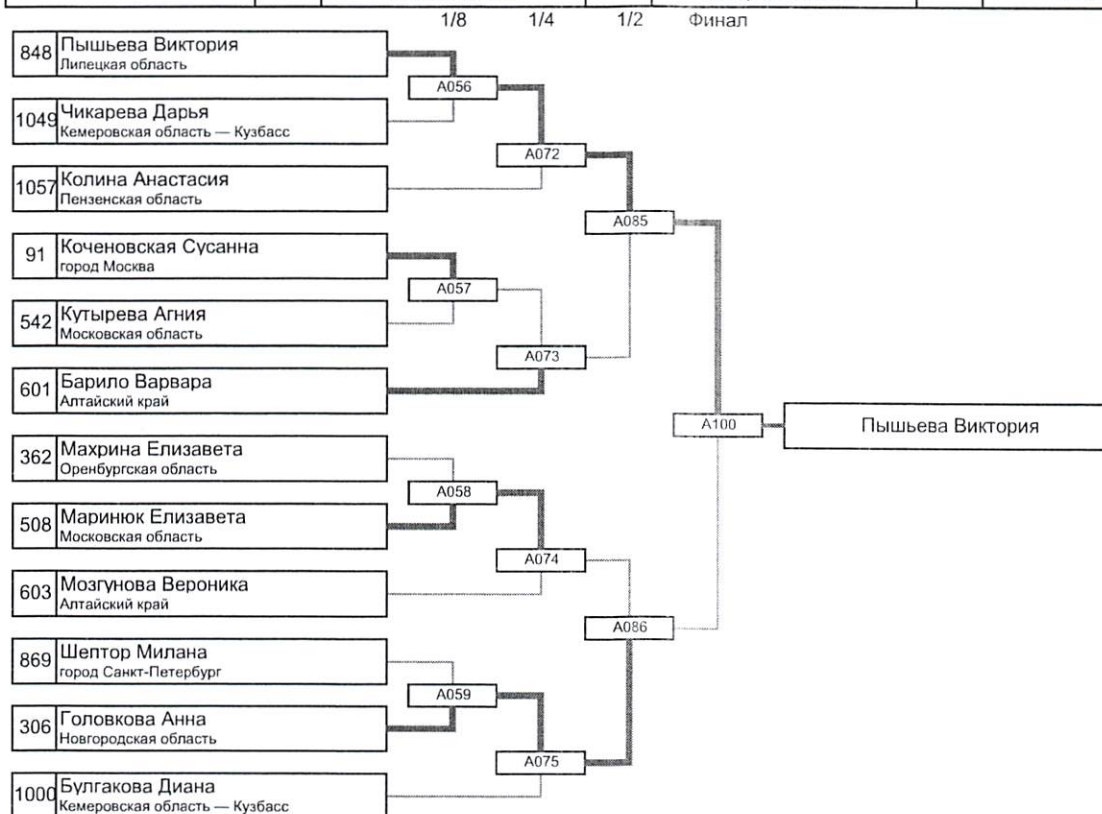 1/8 1/4 1/2 Финал
848 Пышьева Виктория
Липецкая область
A056
1049 Чикарева Дарья
Кемеровская область — Кузбасс
A072
1057 Колина Анастасия
Пензенская область
A085
91 Коченовская Сусанна
город Москва
A057
542 Кутырева Агния
Московская область
A073
601 Барило Варвара
Алтайский край
A100 Пышьева Виктория
362 Махрина Елизавета
Оренбургская область
A058
508 Маринюк Елизавета
Московская область
A074
603 Мозгунова Вероника
Алтайский край
A086
869 Шептор Милана
город Санкт-Петербург
A059
306 Головкова Анна
Новгородская область
A075
1000 Булгакова Диана
Кемеровская область — Кузбасс